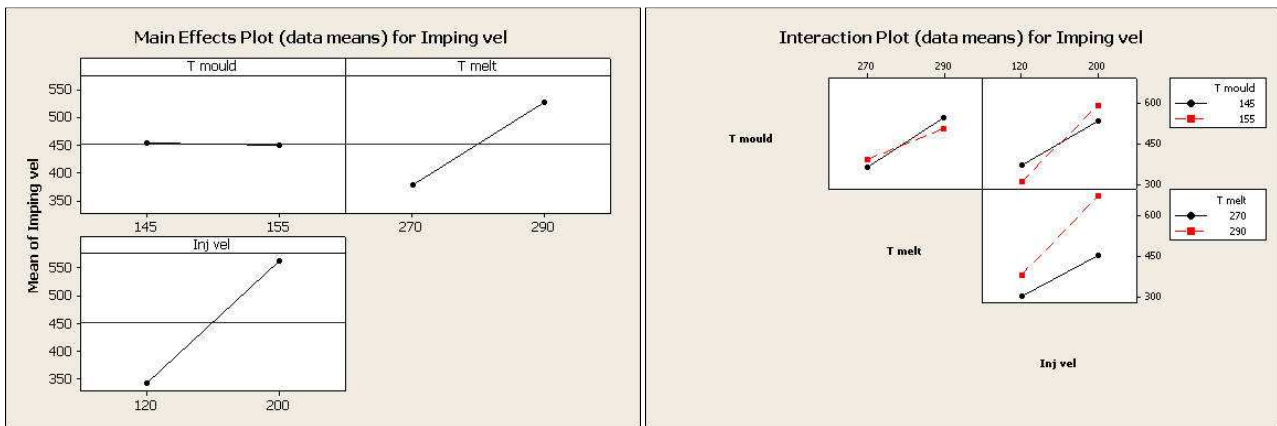 Main Effects Plot (data means) for Imping vel
T mould T melt
Mean of Imping vel
550
500
450
400
350
145 155 270 290
Inj vel
550
500
450
400
350
120 200
Interaction Plot (data means) for Imping vel
270 290 120 200
T mould
600
450
300
T mould
145
155
T melt
600
450
300
T melt
270
290
Inj vel